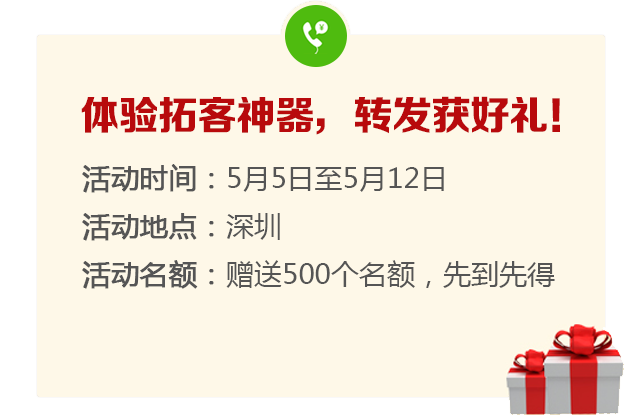 体验拓客神器，转发获好礼！
活动时间：5月5日至5月12日
活动地点：深圳
活动名额：赠送500个名额，先到先得